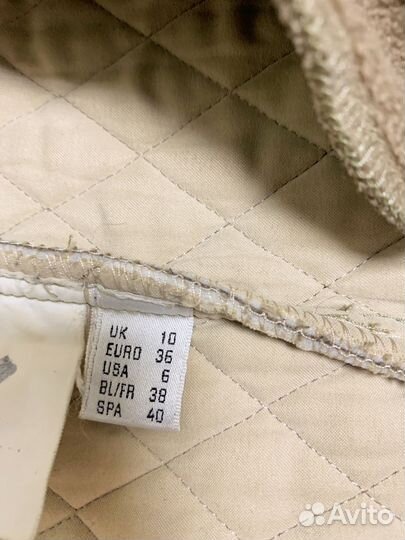 UK 10
EURO 36
USA 6
BL/FR 38
SPA 40
Avito